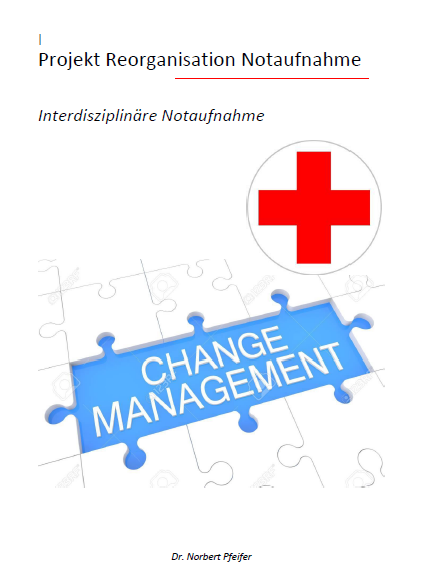 Projekt Reorganisation Notaufnahme
Interdisziplinäre Notaufnahme
CHANGE
MANAGEMENT
Dr. Norbert Pfeifer